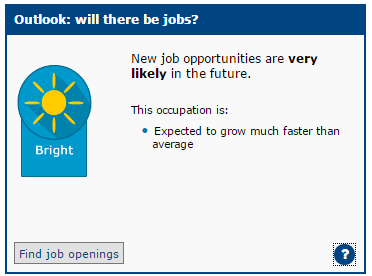 Outlook: will there be jobs?
New job opportunities are very
likely in the future.
Bright
This occupation is:
Expected to grow much faster than
average
Find job openings
?